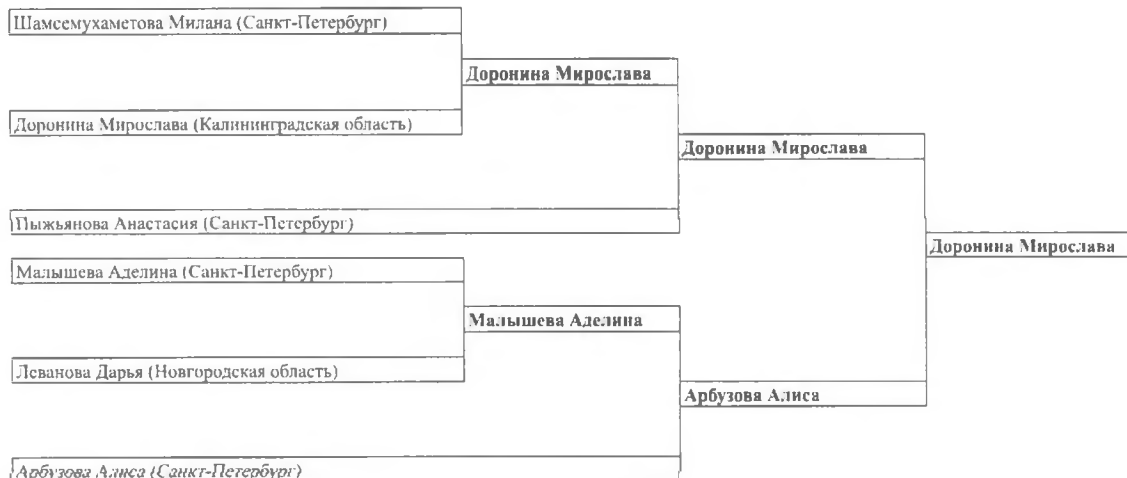 Шамсемухаметова Милана (Санкт-Петербург)
Доронина Мирослава
Доронина Мирослава (Калининградская область)
Доронина Мирослава
Пыжьянова Анастасия (Санкт-Петербург)
Доронина Мирослава
Малышева Аделина (Санкт-Петербург)
Малышева Аделина
Леванова Дарья (Новгородская область)
Арбузова Алиса
Арбузова Алиса (Санкт-Петербург)